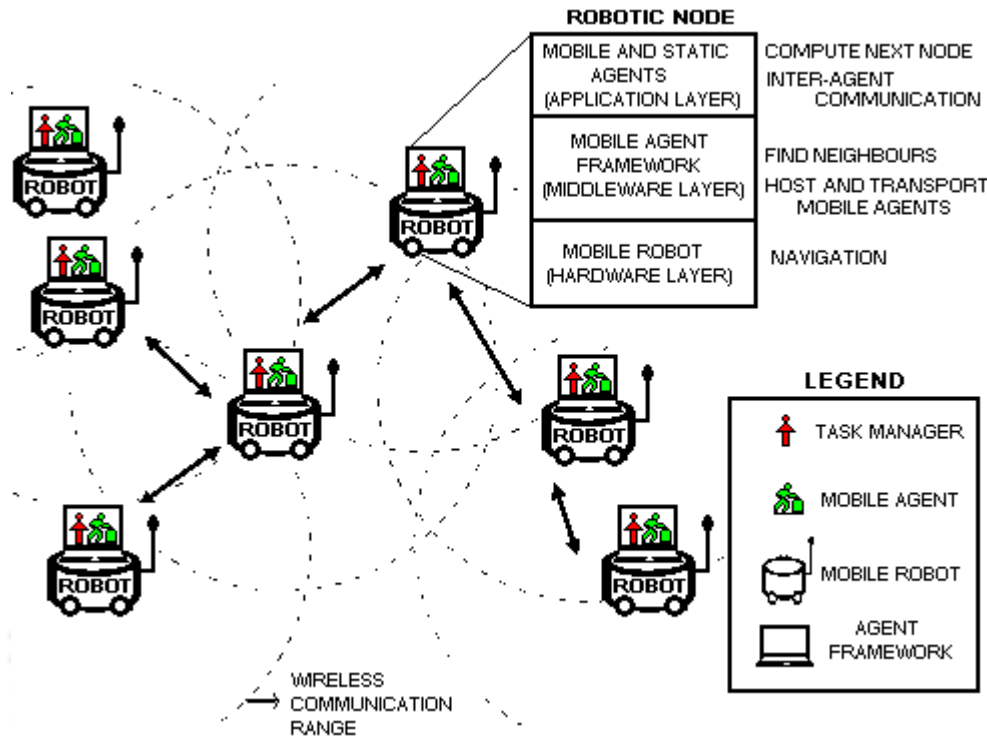 ROBOTIC NODE
MOBILE AND STATIC
AGENTS
(APPLICATION LAYER)
COMPUTE NEXT NODE
INTER-AGENT
COMMUNICATION
MOBILE AGENT
FRAMEWORK
(MIDDLEWARE LAYER)
FIND NEIGHBOURS
HOST AND TRANSPORT
MOBILE AGENTS
MOBILE ROBOT
(HARDWARE LAYER)
NAVIGATION
ROBOT
ROBOT
ROBOT
ROBOT
ROBOT
ROBOT
ROBOT
LEGEND
TASK MANAGER
MOBILE AGENT
MOBILE ROBOT
AGENT
FRAMEWORK
WIRELESS
COMMUNICATION
RANGE